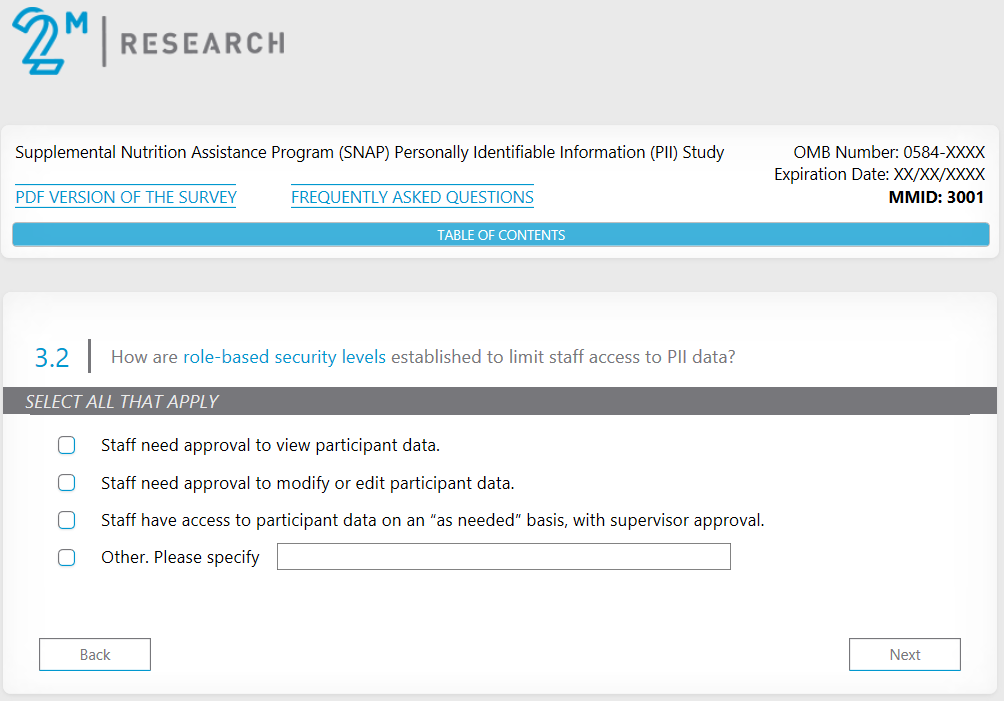 2M RESEARCH
Supplemental Nutrition Assistance Program (SNAP) Personally Identifiable Information (PII) Study
OMB Number: 0584-XXXX
Expiration Date: XX/XX/XXXX
PDF VERSION OF THE SURVEY
FREQUENTLY ASKED QUESTIONS
MMID: 3001
TABLE OF CONTENTS
3.2 How are role-based security levels established to limit staff access to PII data?
SELECT ALL THAT APPLY
Staff need approval to view participant data.
Staff need approval to modify or edit participant data.
Staff have access to participant data on an “as needed” basis, with supervisor approval.
Other. Please specify
Back
Next